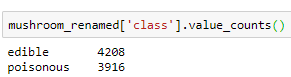 mushroom_renamed['class'].value_counts()
edible 4208
poisonous 3916